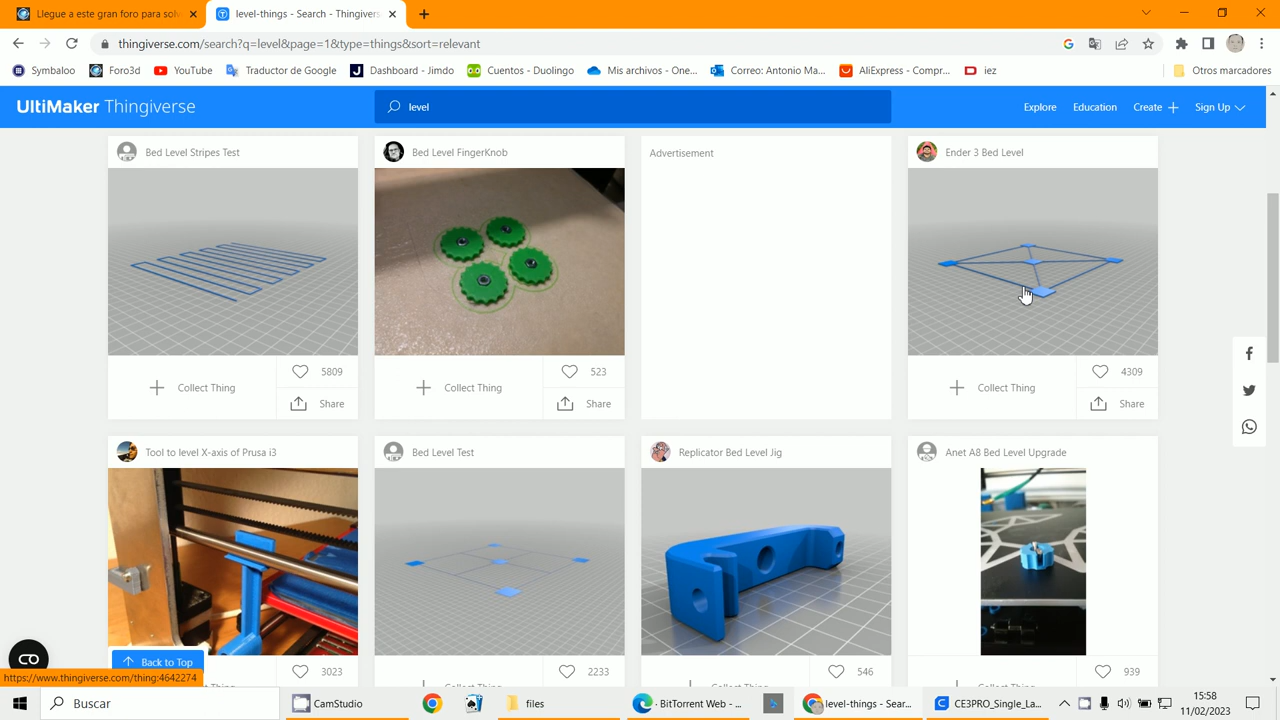 Llegue a este gran foro para solv
level-things - Search - Thingivers
thingiverse.com/search?q=level&page=1&type=things&sort=relevant
Symbaloo
Foro3d
YouTube
Traductor de Google
Dashboard - Jimdo
Cuentos - Duolingo
Mis archivos - One...
Correo: Antonio Ma...
AliExpress - Compr...
iez
Otros marcadores
UltiMaker Thingiverse
level
Explore
Education
Create
Sign Up
Bed Level Stripes Test
Bed Level FingerKnob
Advertisement
Ender 3 Bed Level
Collect Thing
5809
Share
Collect Thing
523
Share
Collect Thing
4309
Share
Tool to level X-axis of Prusa i3
Bed Level Test
Replicator Bed Level Jig
Anet A8 Bed Level Upgrade
Back to Top
3023
2233
546
939
https://www.thingiverse.com/thing:4642274
Buscar
CamStudio
files
· BitTorrent Web - ...
level-things - Sear...
CE3PRO_Single_La...
15:58
11/02/2023